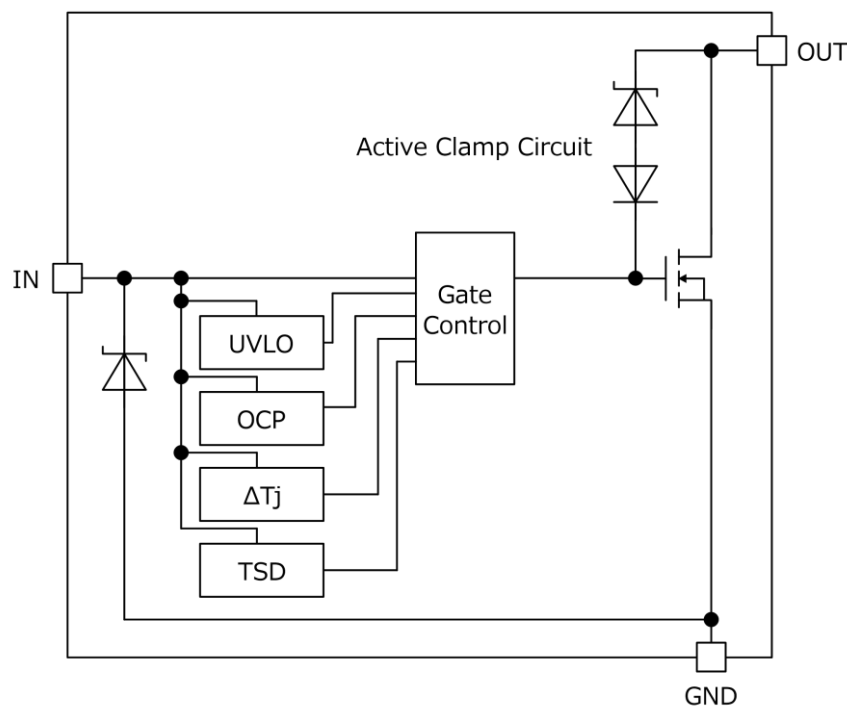 OUT
Active Clamp Circuit
IN
Gate
Control
UVLO
OCP
ΔTj
TSD
GND